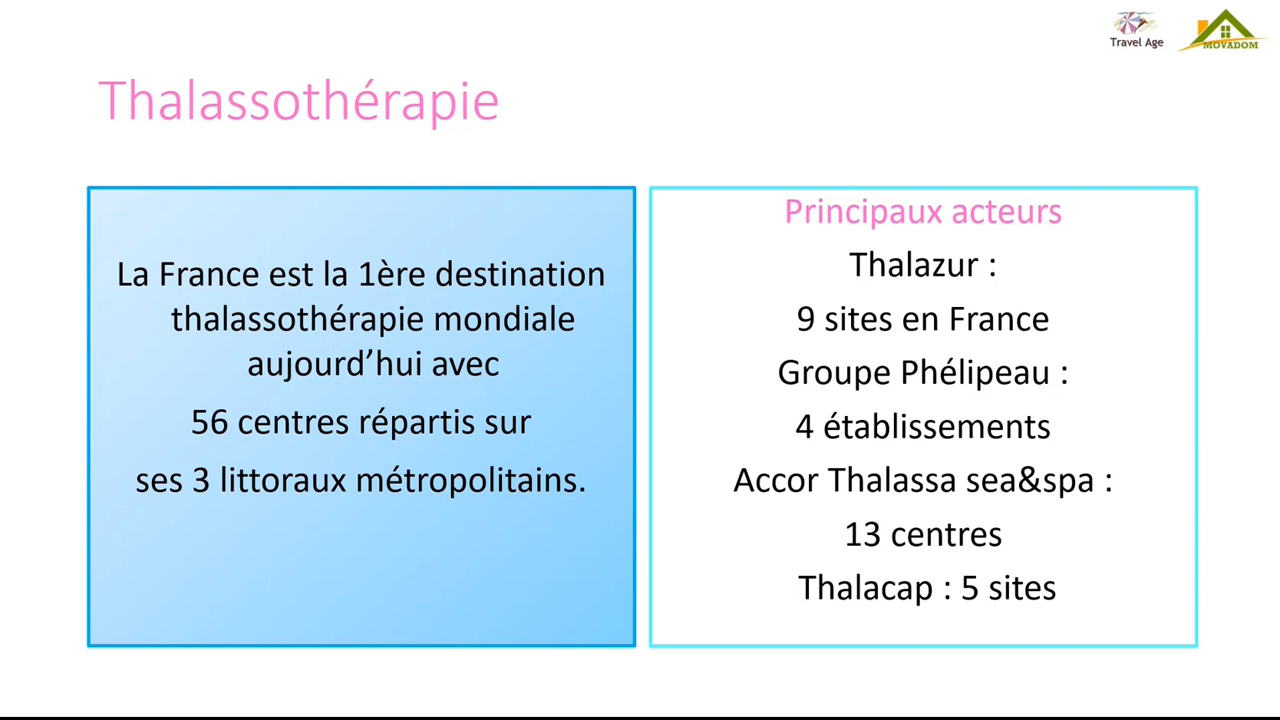 Travel Age
MOVADOM
Thalassothérapie
La France est la 1ère destination
thalassothérapie mondiale
aujourd’hui avec
56 centres répartis sur
ses 3 littoraux métropolitains.
Principaux acteurs
Thalazur :
9 sites en France
Groupe Phélipeau :
4 établissements
Accor Thalassa sea&spa :
13 centres
Thalacap : 5 sites